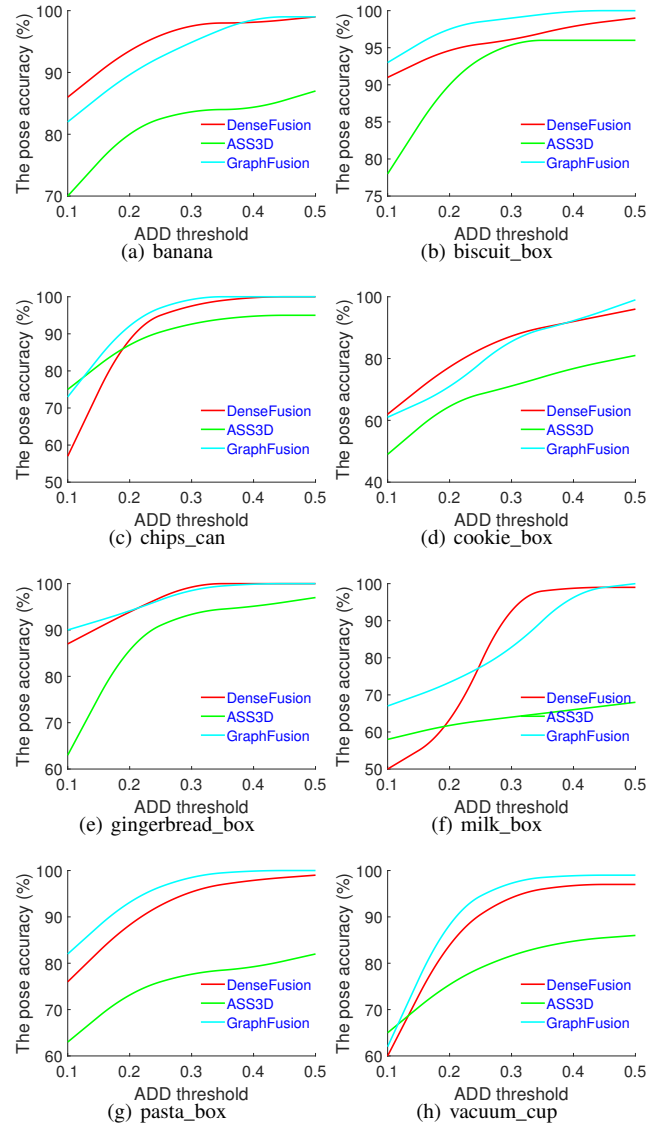 The pose accuracy (%)
100
90
80
70
DenseFusion
ASS3D
GraphFusion
0.1 0.2 0.3 0.4 0.5
ADD threshold
(a) banana
The pose accuracy (%)
100
95
90
85
80
75
DenseFusion
ASS3D
GraphFusion
0.1 0.2 0.3 0.4 0.5
ADD threshold
(b) biscuit_box
The pose accuracy (%)
100
90
80
70
60
50
DenseFusion
ASS3D
GraphFusion
0.1 0.2 0.3 0.4 0.5
ADD threshold
(c) chips_can
The pose accuracy (%)
100
80
60
40
DenseFusion
ASS3D
GraphFusion
0.1 0.2 0.3 0.4 0.5
ADD threshold
(d) cookie_box
The pose accuracy (%)
100
90
80
70
60
DenseFusion
ASS3D
GraphFusion
0.1 0.2 0.3 0.4 0.5
ADD threshold
(e) gingerbread_box
The pose accuracy (%)
100
90
80
70
60
50
DenseFusion
ASS3D
GraphFusion
0.1 0.2 0.3 0.4 0.5
ADD threshold
(f) milk_box
The pose accuracy (%)
100
90
80
70
60
DenseFusion
ASS3D
GraphFusion
0.1 0.2 0.3 0.4 0.5
ADD threshold
(g) pasta_box
The pose accuracy (%)
100
90
80
70
60
DenseFusion
ASS3D
GraphFusion
0.1 0.2 0.3 0.4 0.5
ADD threshold
(h) vacuum_cup